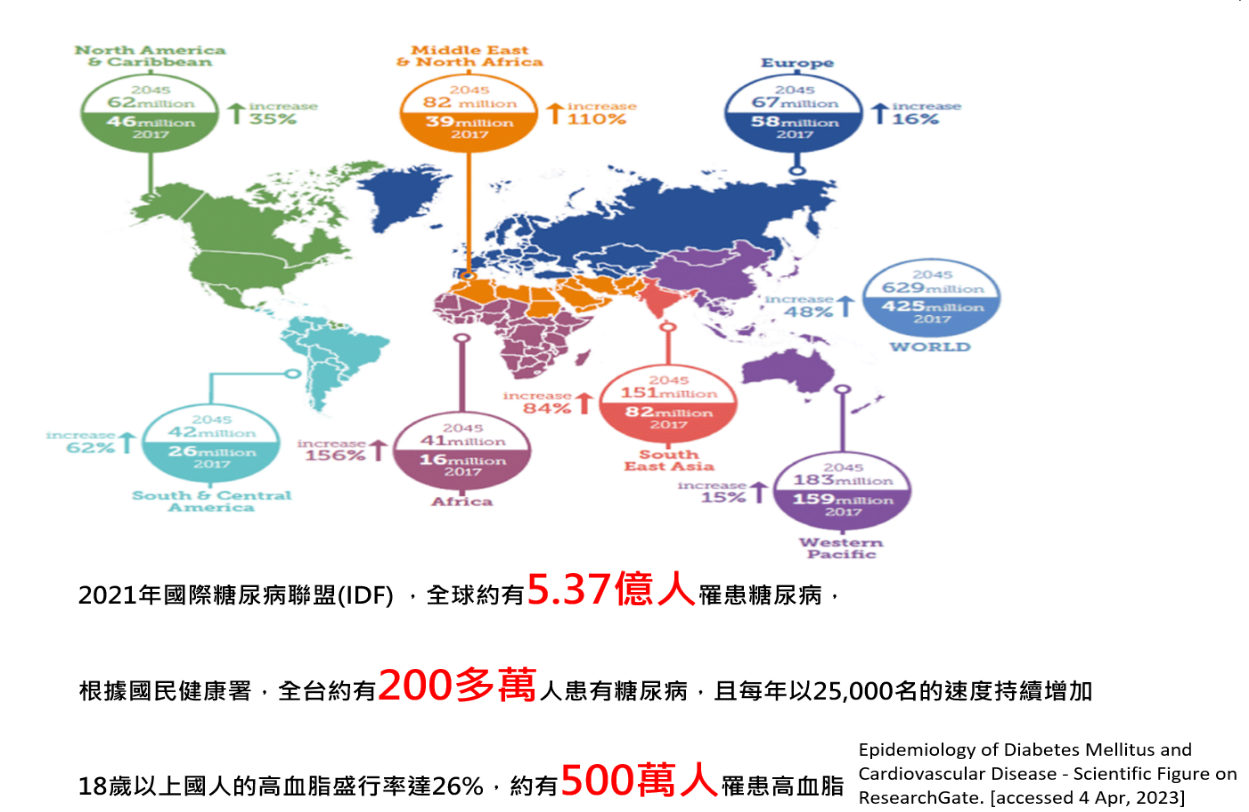 North America
& Caribbean
2045
62million
46million
2017
increase
35%
Middle East
& North Africa
2045
82 million
39million
2017
increase
110%
Europe
2045
67million
58million
2017
increase
16%
2045
629million
425million
2017
WORLD
increase
48%
2045
42million
26million
2017
South & Central
America
increase
62%
2045
41million
16million
2017
Africa
increase
156%
2045
151million
82million
2017
South
East Asia
increase
84%
2045
183million
159million
2017
Western
Pacific
increase
15%
2021年國際糖尿病聯盟(IDF) ，全球約有5.37億人罹患糖尿病，
根據國民健康署，全台約有200多萬人患有糖尿病，且每年以25,000名的速度持續增加
18歲以上國人的高血脂盛行率達26%，約有500萬人罹患高血脂
Epidemiology of Diabetes Mellitus and
Cardiovascular Disease - Scientific Figure on
ResearchGate. [accessed 4 Apr, 2023]